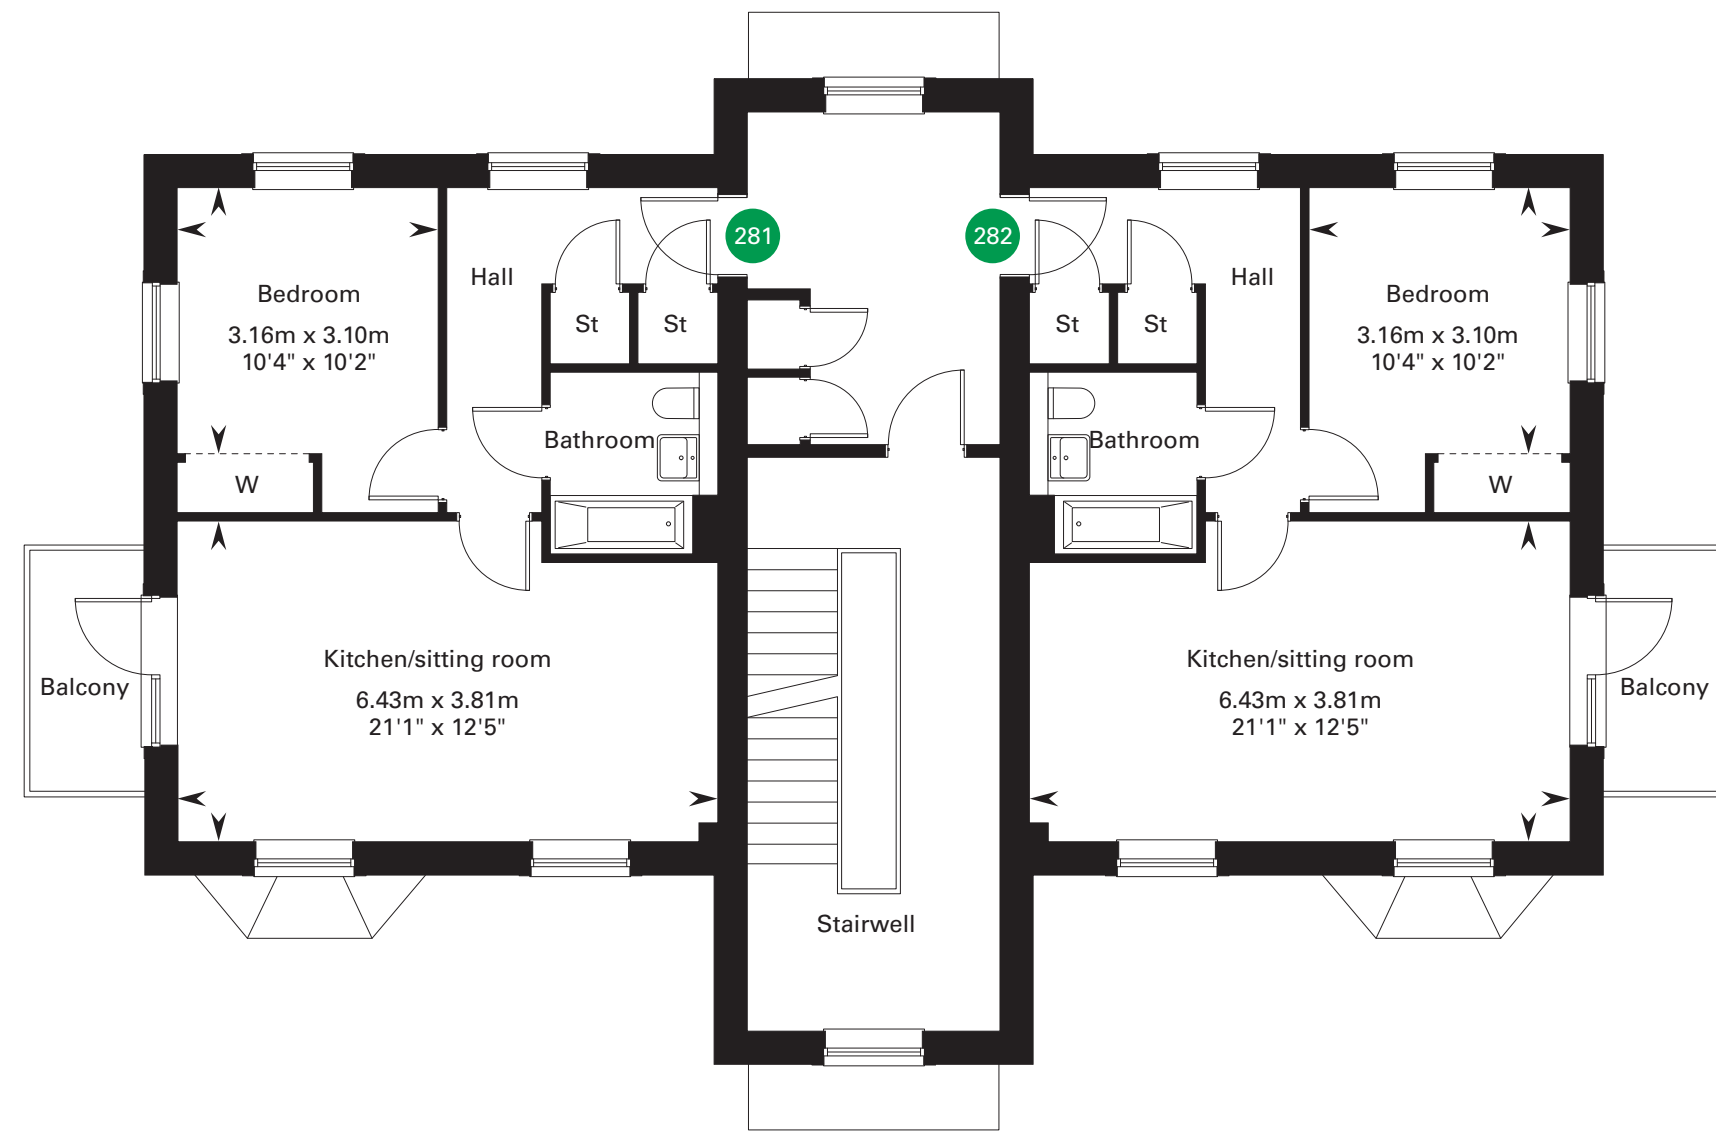 281
282
Hall
Hall
Bedroom
3.16m x 3.10m
10'4" x 10'2"
Bedroom
3.16m x 3.10m
10'4" x 10'2"
St
St
St
St
Bathroom
Bathroom
W
W
Kitchen/sitting room
6.43m x 3.81m
21'1" x 12'5"
Kitchen/sitting room
6.43m x 3.81m
21'1" x 12'5"
Balcony
Balcony
Stairwell